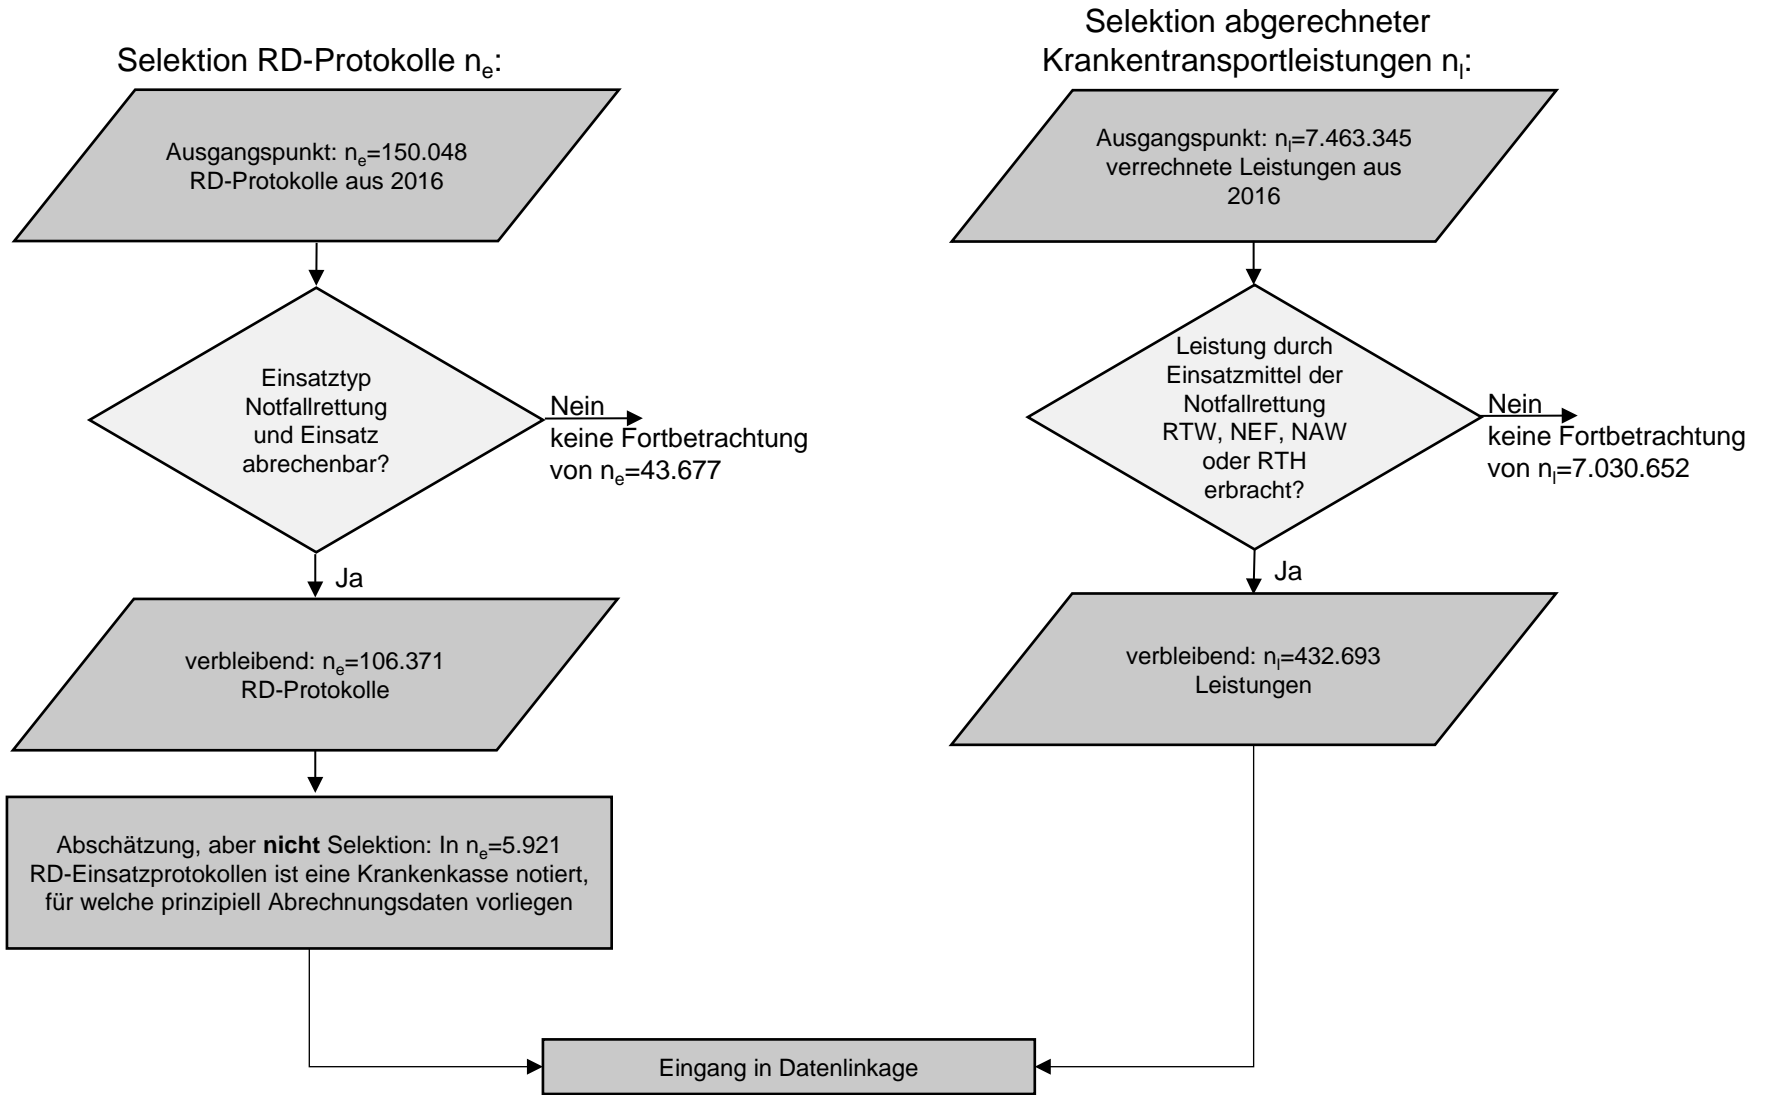 Selektion RD-Protokolle nₑ:
Ausgangspunkt: nₑ=150.048
RD-Protokolle aus 2016
Einsatztyp
Notfallrettung
und Einsatz
abrechenbar?
Nein
keine Fortbetrachtung
von nₑ=43.677
Ja
verbleibend: nₑ=106.371
RD-Protokolle
Abschätzung, aber nicht Selektion: In nₑ=5.921
RD-Einsatzprotokollen ist eine Krankenkasse notiert,
für welche prinzipiell Abrechnungsdaten vorliegen
Selektion abgerechneter
Krankentransportleistungen nₗ:
Ausgangspunkt: nₗ=7.463.345
verrechnete Leistungen aus
2016
Leistung durch
Einsatzmittel der
Notfallrettung
RTW, NEF, NAW
oder RTH
erbracht?
Nein
keine Fortbetrachtung
von nₗ=7.030.652
Ja
verbleibend: nₗ=432.693
Leistungen
Eingang in Datenlinkage